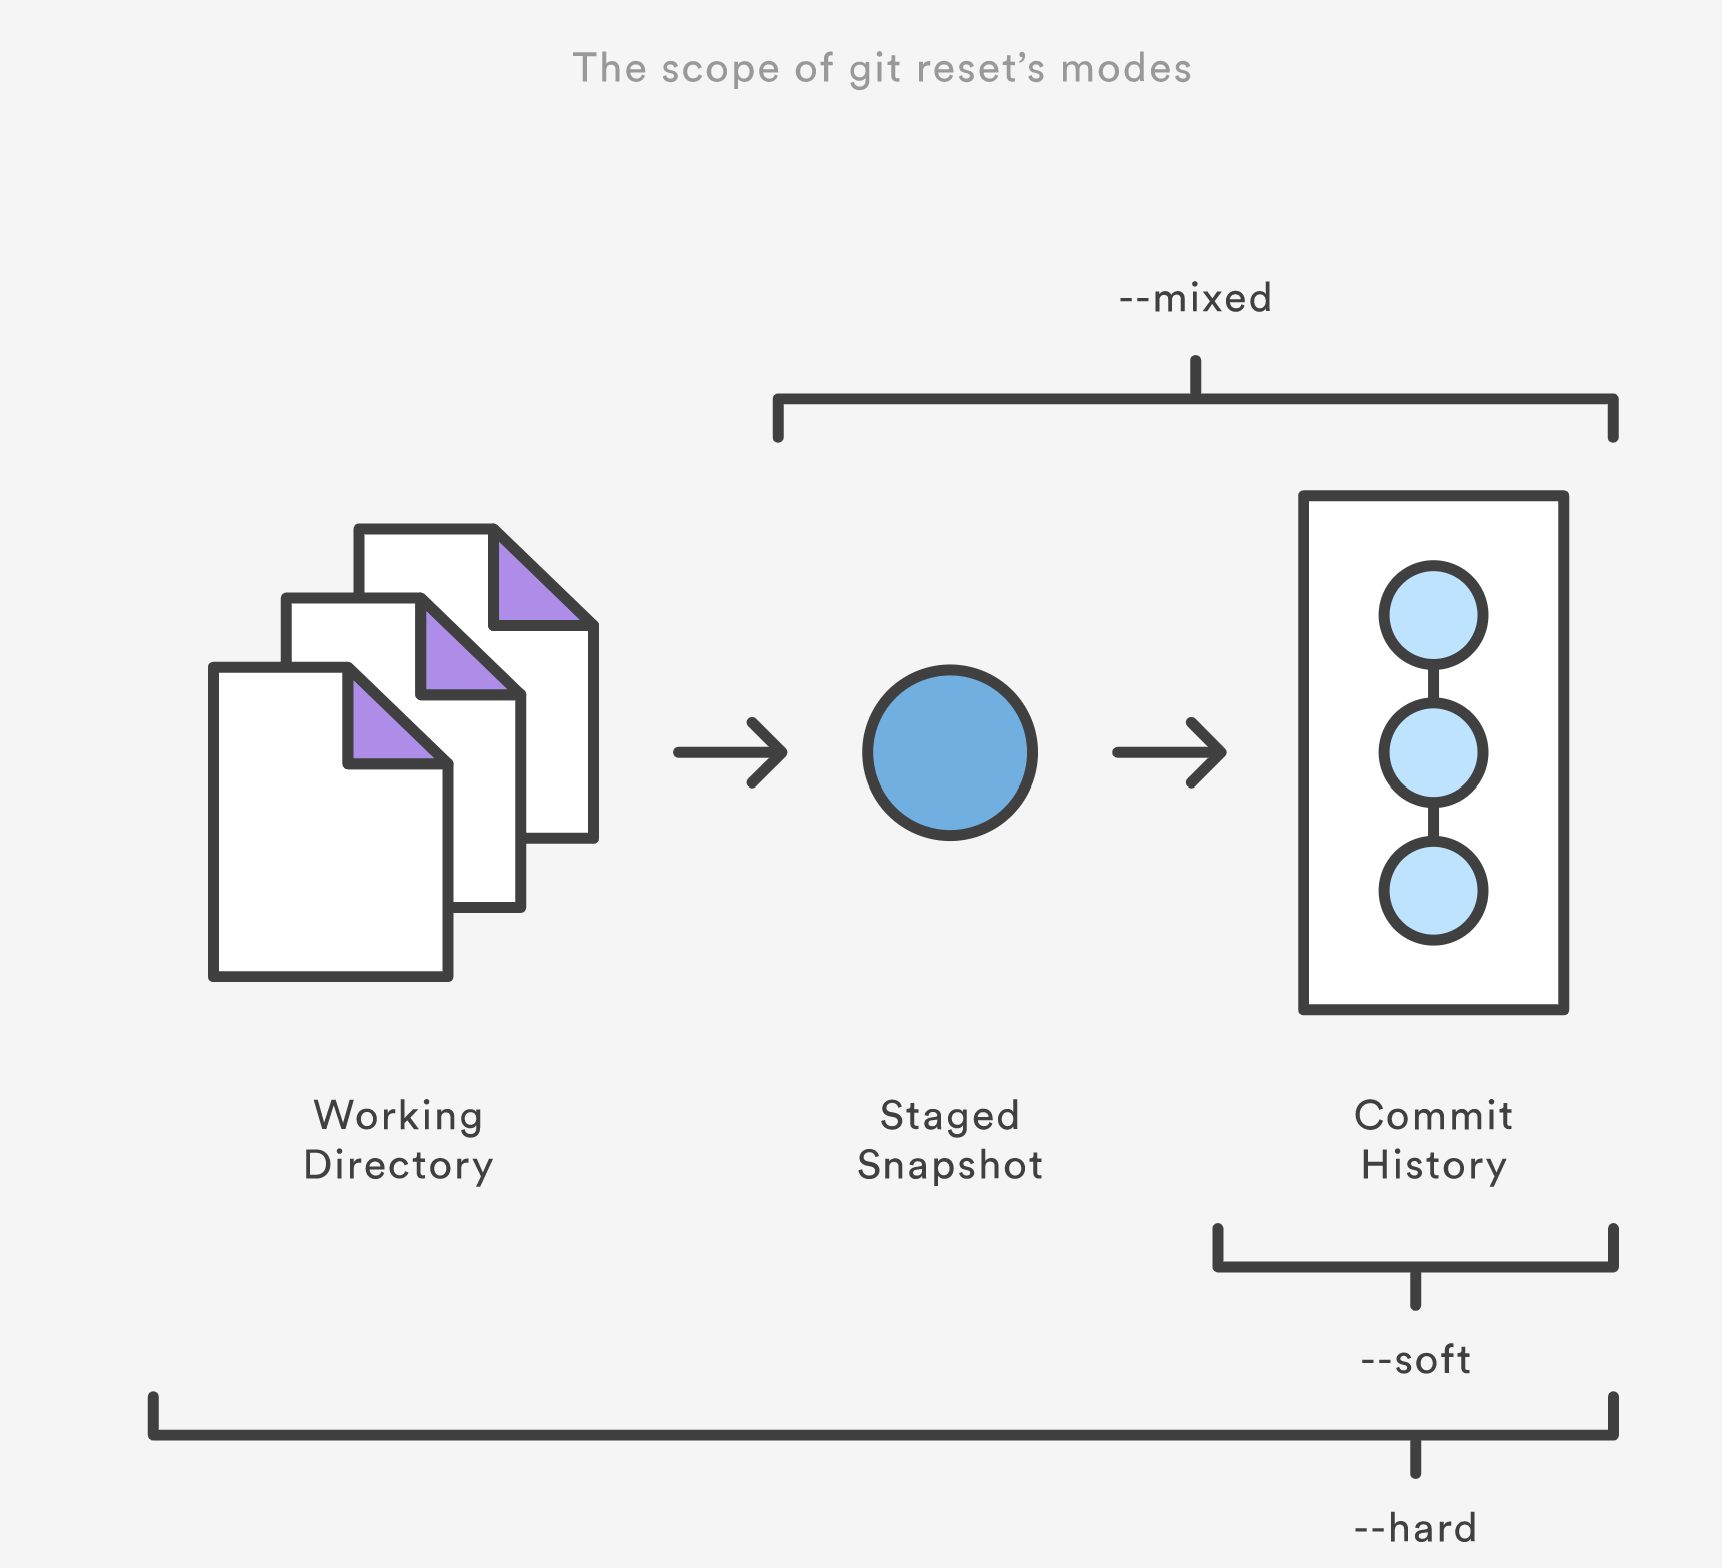 The scope of git reset’s modes
--mixed
Working
Directory
Staged
Snapshot
Commit
History
--soft
--hard